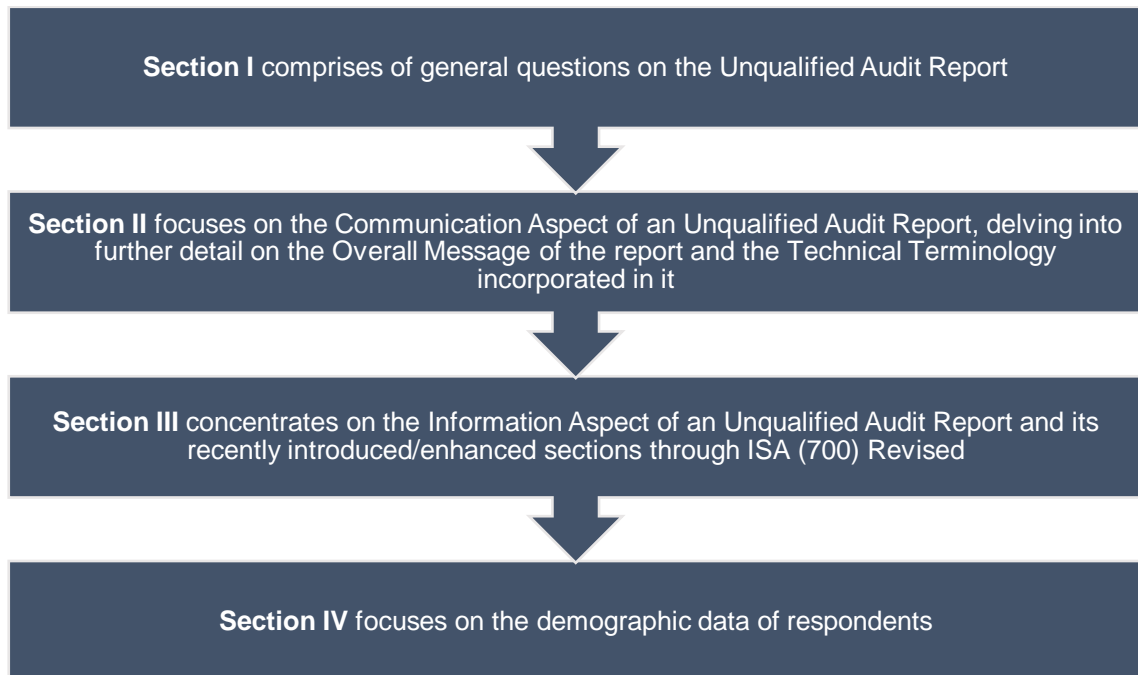 Section I comprises of general questions on the Unqualified Audit Report
Section II focuses on the Communication Aspect of an Unqualified Audit Report, delving into
further detail on the Overall Message of the report and the Technical Terminology
incorporated in it
Section III concentrates on the Information Aspect of an Unqualified Audit Report and its
recently introduced/enhanced sections through ISA (700) Revised
Section IV focuses on the demographic data of respondents